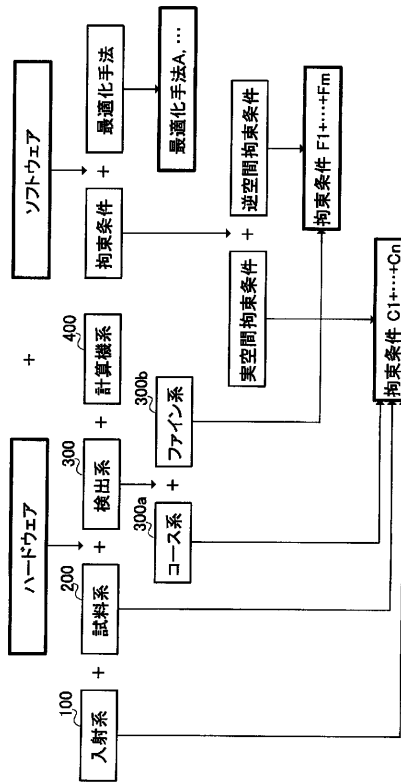 ハードウェア
+
ソフトウェア
100
入射系
+
200
試料系
+
300
検出系
+
400
計算機系
拘束条件
+
最適化手法
最適化手法A, …
300a
コース系
+
300b
ファイン系
実空間拘束条件
+
逆空間拘束条件
拘束条件 F1+…+Fm
拘束条件 C1+…+Cn